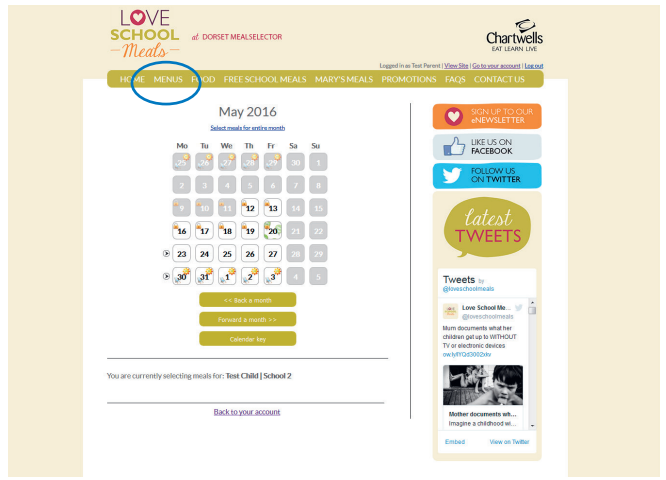 LOVE
SCHOOL
Meals
at DORSET MEALSELECTOR
Chartwells
EAT LEARN LIVE
Logged in as Test Parent | View Site | Go to your account | Log out
HOME MENUS FOOD FREE SCHOOL MEALS MARY'S MEALS PROMOTIONS FAQS CONTACT US
May 2016
Select meals for entire month
Mo Tu We Th Fr Sa Su
25 26 27 28 29 30 1
2 3 4 5 6 7 8
9 10 11 12 13 14 15
16 17 18 19 20 21 22
23 24 25 26 27 28 29
30 31 1 2 3 4 5
<< Back a month
Forward a month >>
Calendar key
You are currently selecting meals for: Test Child | School 2
Back to your account
SIGN UP TO OUR
eNEWSLETTER
LIKE US ON
FACEBOOK
FOLLOW US
ON TWITTER
latest
TWEETS
Tweets by
@loveschoolmeals
Love School Me...
@loveschoolmeals
Mum documents what her
children get up to WITHOUT
TV or electronic devices
Mother documents wh...
Imagine a childhood wi...
Embed View on Twitter